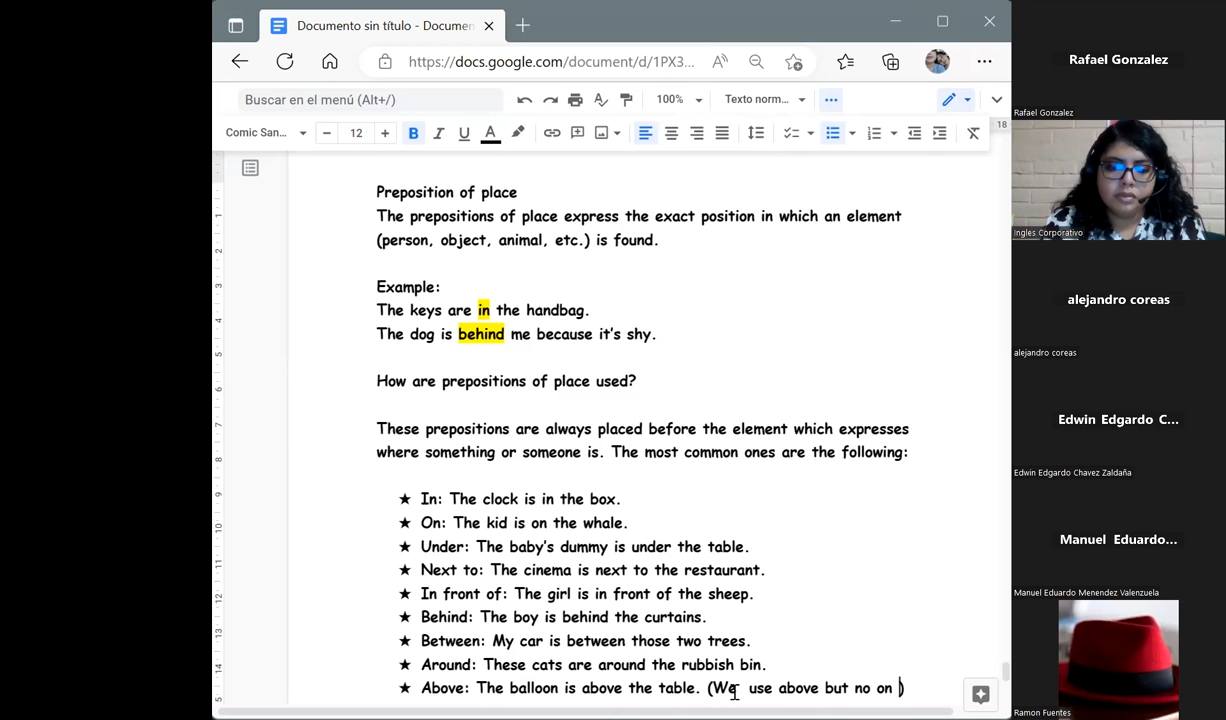 Documento sin título - Documen
https://docs.google.com/document/d/1PX3...
Buscar en el menú (Alt+/)
100%
Texto norm...
Comic San...
12
18
Preposition of place
The prepositions of place express the exact position in which an element
(person, object, animal, etc.) is found.
Example:
The keys are in the handbag.
The dog is behind me because it's shy.
How are prepositions of place used?
These prepositions are always placed before the element which expresses
where something or someone is. The most common ones are the following:
★ In: The clock is in the box.
★ On: The kid is on the whale.
★ Under: The baby's dummy is under the table.
★ Next to: The cinema is next to the restaurant.
★ In front of: The girl is in front of the sheep.
★ Behind: The boy is behind the curtains.
★ Between: My car is between those two trees.
★ Around: These cats are around the rubbish bin.
★ Above: The balloon is above the table. (We use above but no on )
Rafael Gonzalez
Rafael Gonzalez
Ingles Corporativo
alejandro coreas
alejandro coreas
Edwin Edgardo C...
Edwin Edgardo Chavez Zaldaña
Manuel Eduardo...
Manuel Eduardo Menendez Valenzuela
Ramon Fuentes